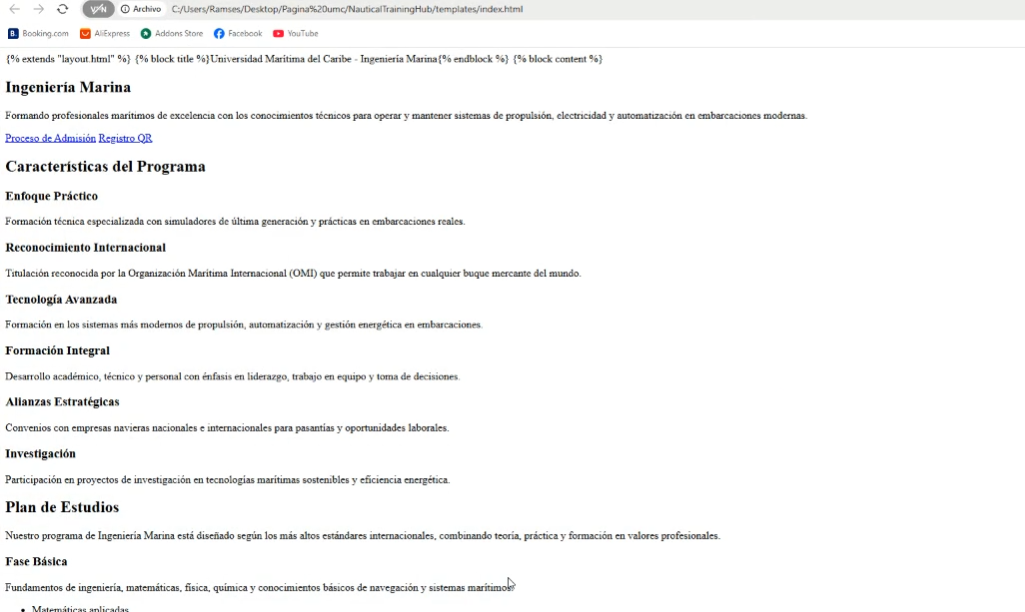 VPN Archivo C:/Users/Ramses/Desktop/Pagina%20umc/NauticalTrainingHub/templates/index.html
B. Booking.com AliExpress Addons Store Facebook YouTube
{% extends "layout.html" %} {% block title %}Universidad Marítima del Caribe - Ingeniería Marina{% endblock %} {% block content %}
Ingeniería Marina
Formando profesionales marítimos de excelencia con los conocimientos técnicos para operar y mantener sistemas de propulsión, electricidad y automatización en embarcaciones modernas.
Proceso de Admisión Registro QR
Características del Programa
Enfoque Práctico
Formación técnica especializada con simuladores de última generación y prácticas en embarcaciones reales.
Reconocimiento Internacional
Titulación reconocida por la Organización Marítima Internacional (OMI) que permite trabajar en cualquier buque mercante del mundo.
Tecnología Avanzada
Formación en los sistemas más modernos de propulsión, automatización y gestión energética en embarcaciones.
Formación Integral
Desarrollo académico, técnico y personal con énfasis en liderazgo, trabajo en equipo y toma de decisiones.
Alianzas Estratégicas
Convenios con empresas navieras nacionales e internacionales para pasantías y oportunidades laborales.
Investigación
Participación en proyectos de investigación en tecnologías marítimas sostenibles y eficiencia energética.
Plan de Estudios
Nuestro programa de Ingeniería Marina está diseñado según los más altos estándares internacionales, combinando teoría, práctica y formación en valores profesionales.
Fase Básica
Fundamentos de ingeniería, matemáticas, física, química y conocimientos básicos de navegación y sistemas marítimos.
• Matemáticas aplicadas